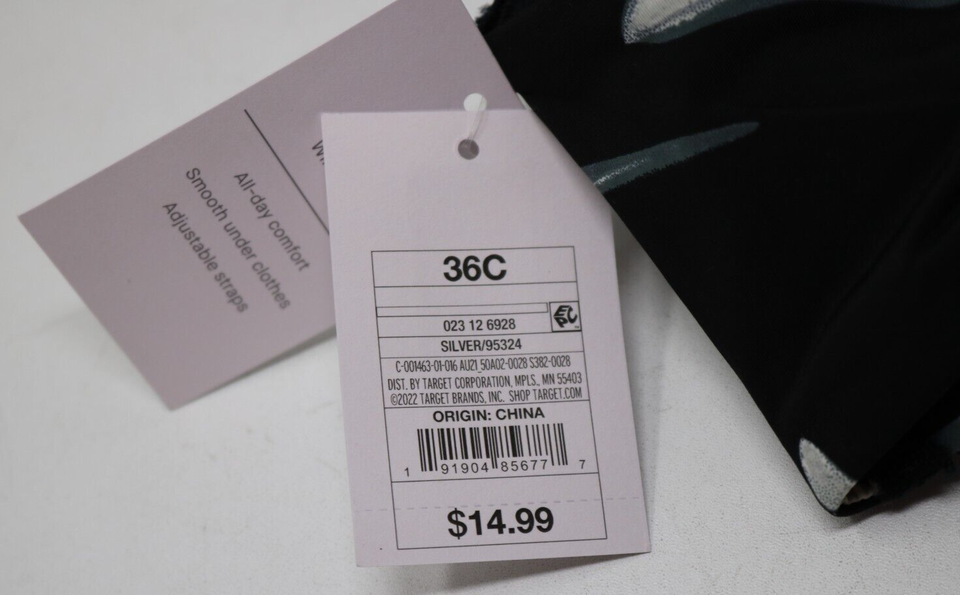 All-day comfort
Smooth under clothes
Adjustable straps
36C
023 12 6928
EPC
SILVER/95324
C-001463-01-016 AU21_50A02-0028 S382-0028
DIST. BY TARGET CORPORATION, MPLS., MN 55403
©2022 TARGET BRANDS, INC. SHOP TARGET.COM
ORIGIN: CHINA
1 91904 85677 7
$14.99